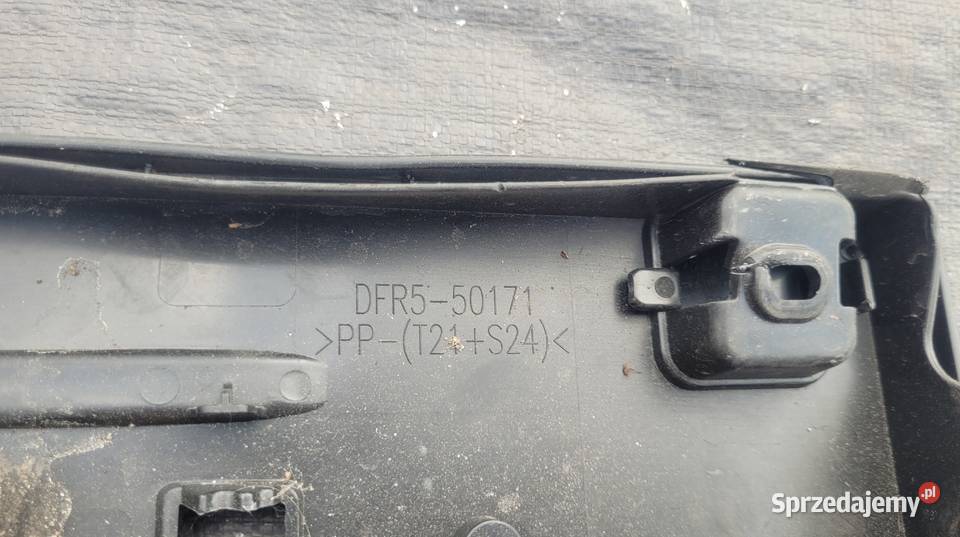 DFR5-50171
>PP-(T21+S24)<
Sprzedajemy.pl